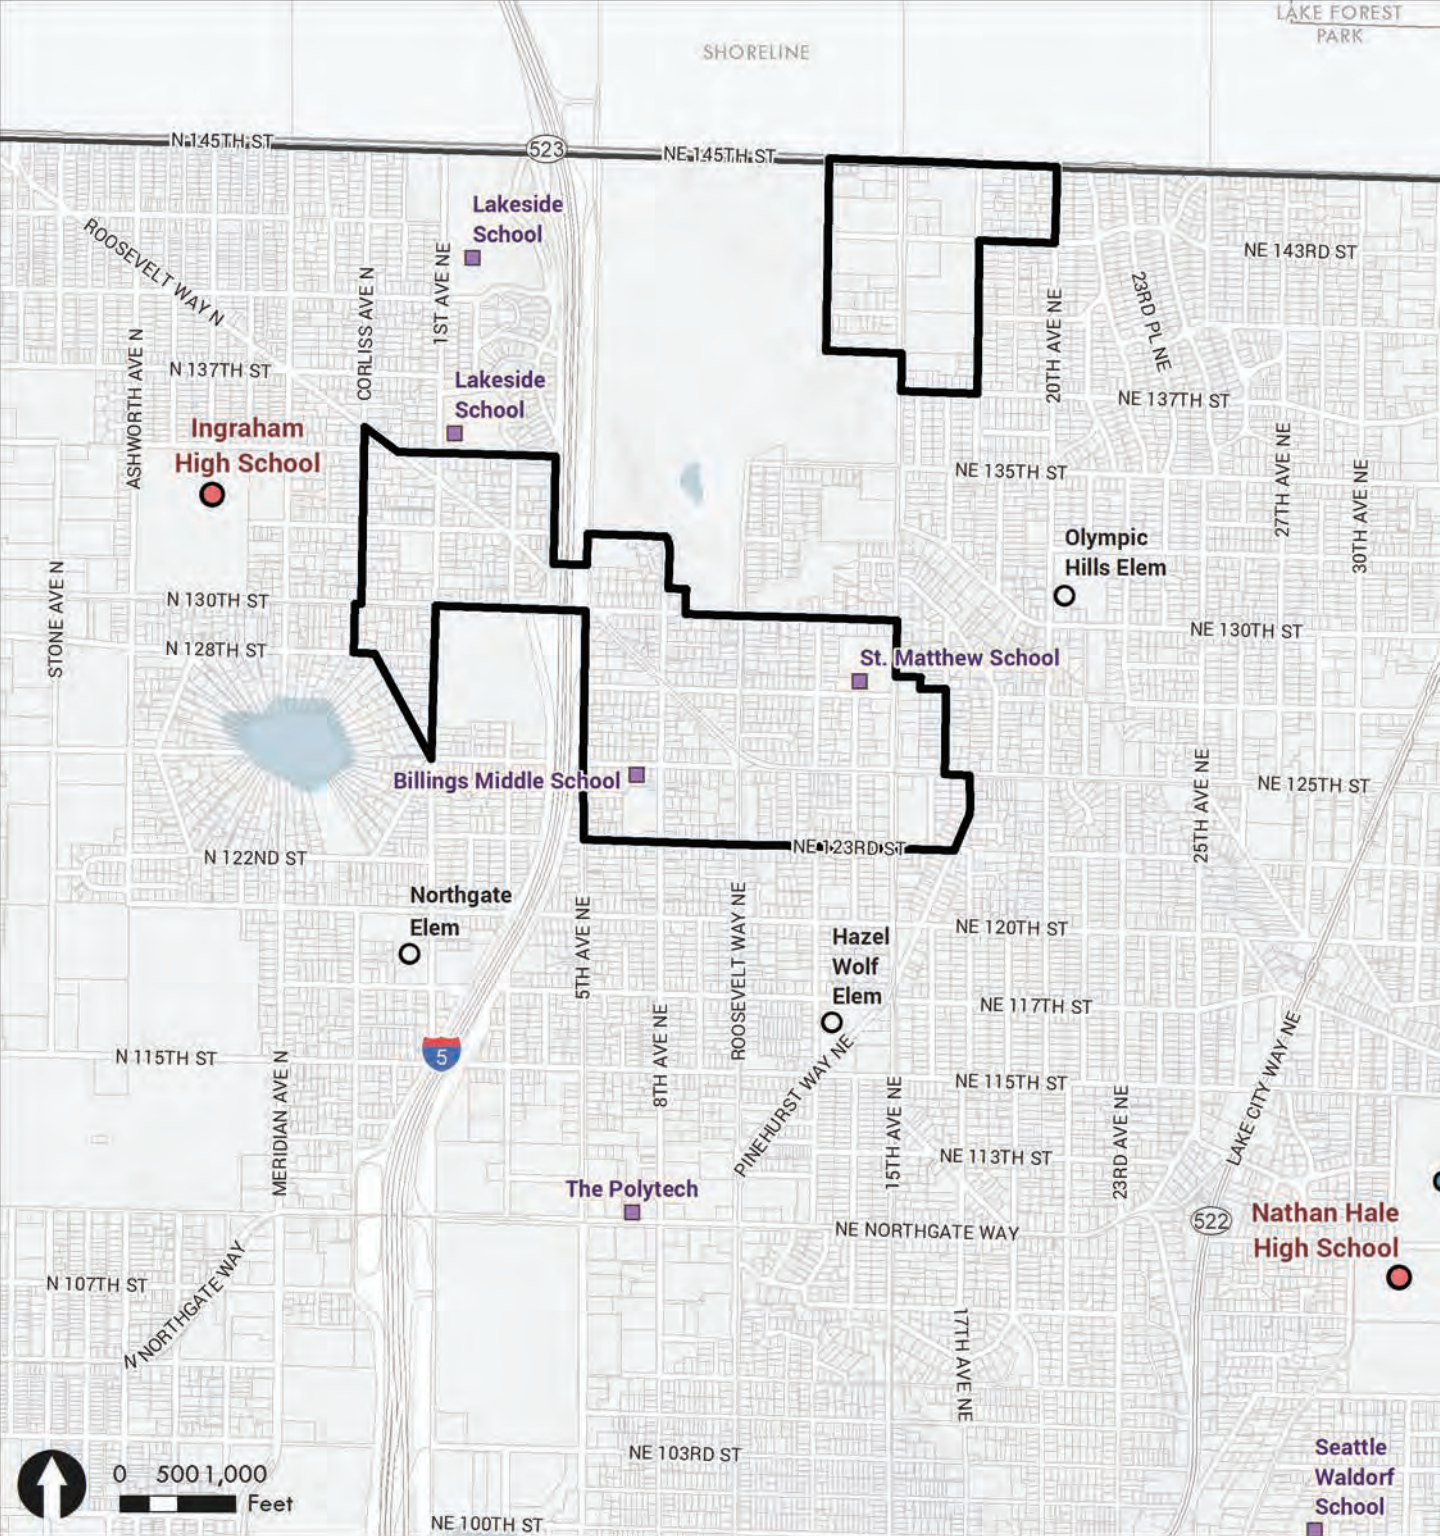 LAKE FOREST
PARK
SHORELINE
N 145TH ST
523
NE 145TH ST
Lakeside
School
ROOSEVELT WAY N
1ST AVE NE
CORLISS AVE N
NE 143RD ST
23RD PL NE
20TH AVE NE
ASHWORTH AVE N
N 137TH ST
Lakeside
School
NE 137TH ST
Ingraham
High School
NE 135TH ST
27TH AVE NE
30TH AVE NE
Olympic
Hills Elem
STONE AVE N
N 130TH ST
NE 130TH ST
N 128TH ST
St. Matthew School
Billings Middle School
NE 125TH ST
25TH AVE NE
NE 123RD ST
N 122ND ST
Northgate
Elem
5TH AVE NE
ROOSEVELT WAY NE
Hazel
Wolf
Elem
NE 120TH ST
NE 117TH ST
5
N 115TH ST
8TH AVE NE
MERIDIAN AVE N
PINEHURST WAY NE
15TH AVE NE
NE 115TH ST
LAKE CITY WAY NE
23RD AVE NE
NE 113TH ST
The Polytech
NE NORTHGATE WAY
522
Nathan Hale
High School
N 107TH ST
N NORTHGATE WAY
17TH AVE NE
NE 103RD ST
Seattle
Waldorf
School
0 500 1,000
Feet
NE 100TH ST